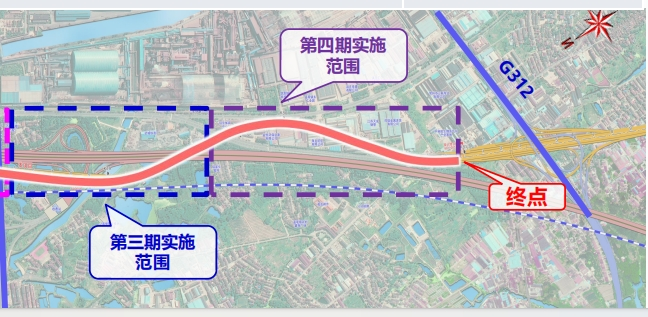 第四期实施
范围
G312
终点
第三期实施
范围